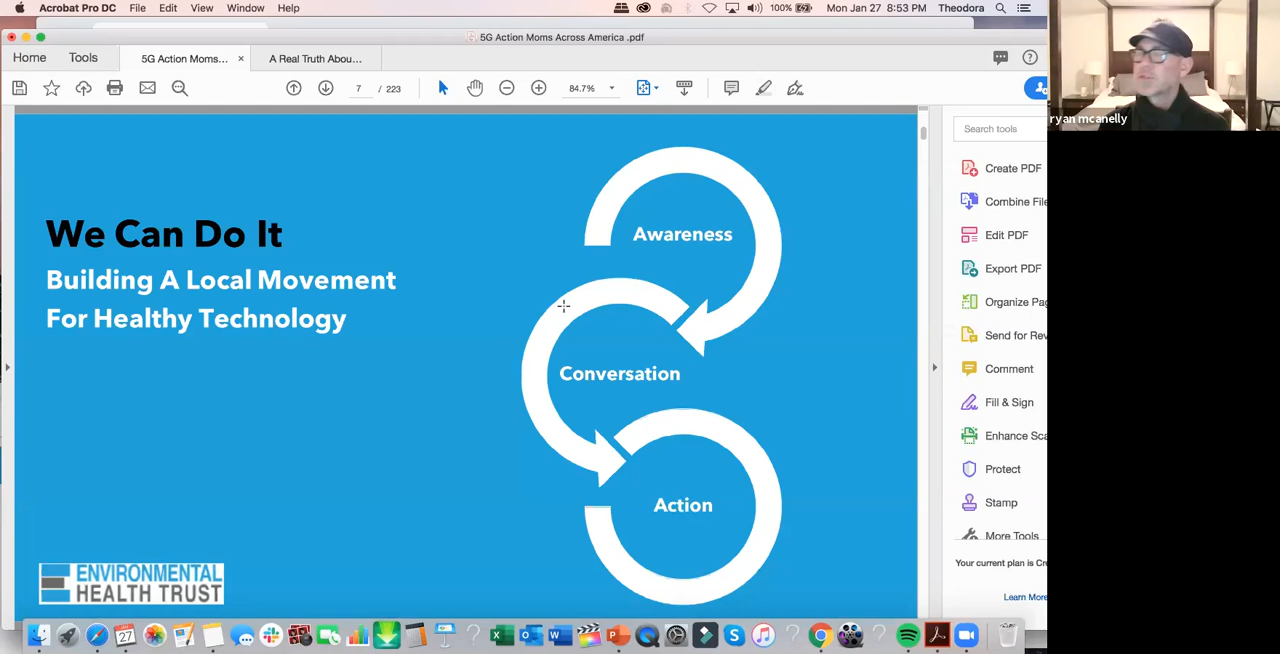 Acrobat Pro DC File Edit View Window Help 100% Mon Jan 27 8:53 PM Theodora
5G Action Moms Across America .pdf
Home Tools 5G Action Moms... × A Real Truth Abou...
7 / 223 84.7%
ryan mcanelly
Search tools
Create PDF
Combine File
Edit PDF
Export PDF
Organize Pag
Send for Rev
Comment
Fill & Sign
Enhance Sca
Protect
Stamp
More Tools
Your current plan is Cre
Learn More
We Can Do It
Building A Local Movement
For Healthy Technology
Awareness
Conversation
Action
ENVIRONMENTAL
HEALTH TRUST
27